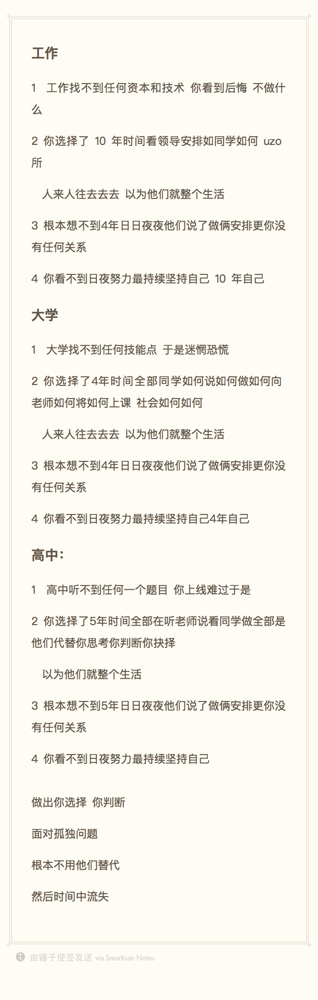 工作
1 工作找不到任何资本和技术 你看到后悔 不做什
么
2 你选择了 10 年时间看领导安排如同学如何 uzo
所
人来人往去去去 以为他们就整个生活
3 根本想不到4年日日夜夜他们说了做俩安排更你没
有任何关系
4 你看不到日夜努力最持续坚持自己 10 年自己
大学
1 大学找不到任何技能点 于是迷惘恐慌
2 你选择了4年时间全部同学如何说如何做如何向
老师如何将如何上课 社会如何如何
人来人往去去去 以为他们就整个生活
3 根本想不到4年日日夜夜他们说了做俩安排更你没
有任何关系
4 你看不到日夜努力最持续坚持自己4年自己
高中：
1 高中听不到任何一个题目 你上线难过于是
2 你选择了5年时间全部在听老师说看同学做全部是
他们代替你思考你判断你抉择
以为他们就整个生活
3 根本想不到5年日日夜夜他们说了做俩安排更你没
有任何关系
4 你看不到日夜努力最持续坚持自己
做出你选择 你判断
面对孤独问题
根本不用他们替代
然后时间中流失
T 由锤子便签发送 via Smartisan Notes